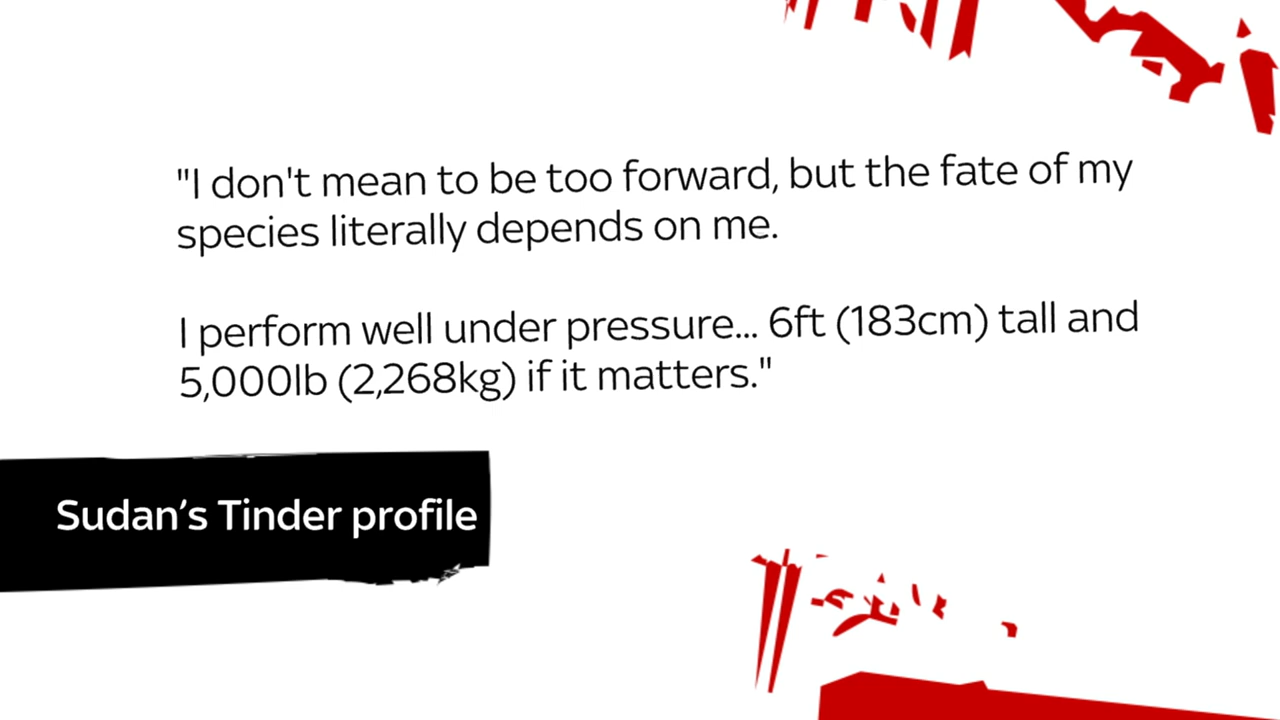 "I don't mean to be too forward, but the fate of my
species literally depends on me.
I perform well under pressure... 6ft (183cm) tall and
5,000lb (2,268kg) if it matters."
Sudan's Tinder profile